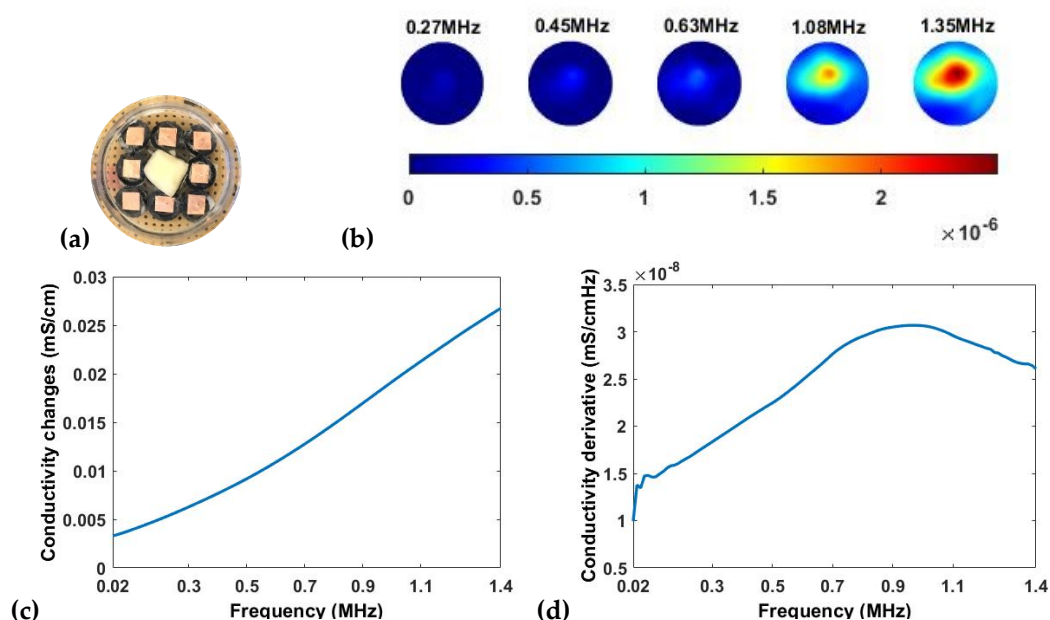 0.27MHz 0.45MHz 0.63MHz 1.08MHz 1.35MHz
0 0.5 1 1.5 2
×10⁻⁶
(a)
(b)
0.03
0.025
0.02
0.015
0.01
0.005
0
Conductivity changes (mS/cm)
0.02 0.3 0.5 0.7 0.9 1.1 1.4
Frequency (MHz)
(c)
×10⁻⁸
3.5
3
2.5
2
1.5
1
0.5
Conductivity derivative (mS/cmHz)
0.02 0.3 0.5 0.7 0.9 1.1 1.4
Frequency (MHz)
(d)